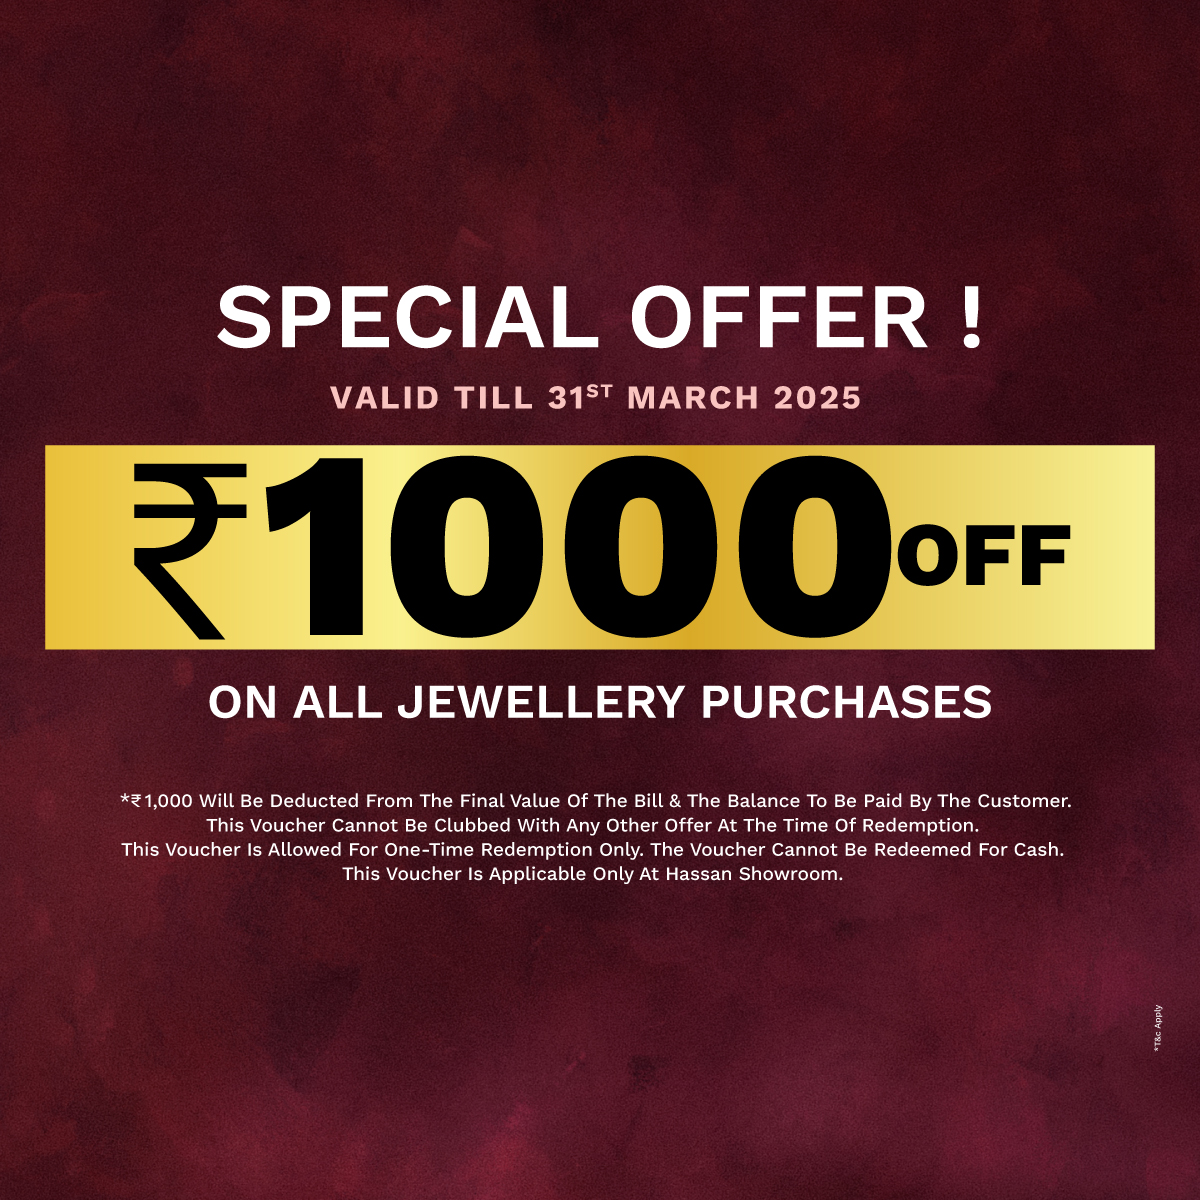 SPECIAL OFFER !
VALID TILL 31ST MARCH 2025
₹1000OFF
ON ALL JEWELLERY PURCHASES
*₹1,000 Will Be Deducted From The Final Value Of The Bill & The Balance To Be Paid By The Customer.
This Voucher Cannot Be Clubbed With Any Other Offer At The Time Of Redemption.
This Voucher Is Allowed For One-Time Redemption Only. The Voucher Cannot Be Redeemed For Cash.
This Voucher Is Applicable Only At Hassan Showroom.
*T&c Apply